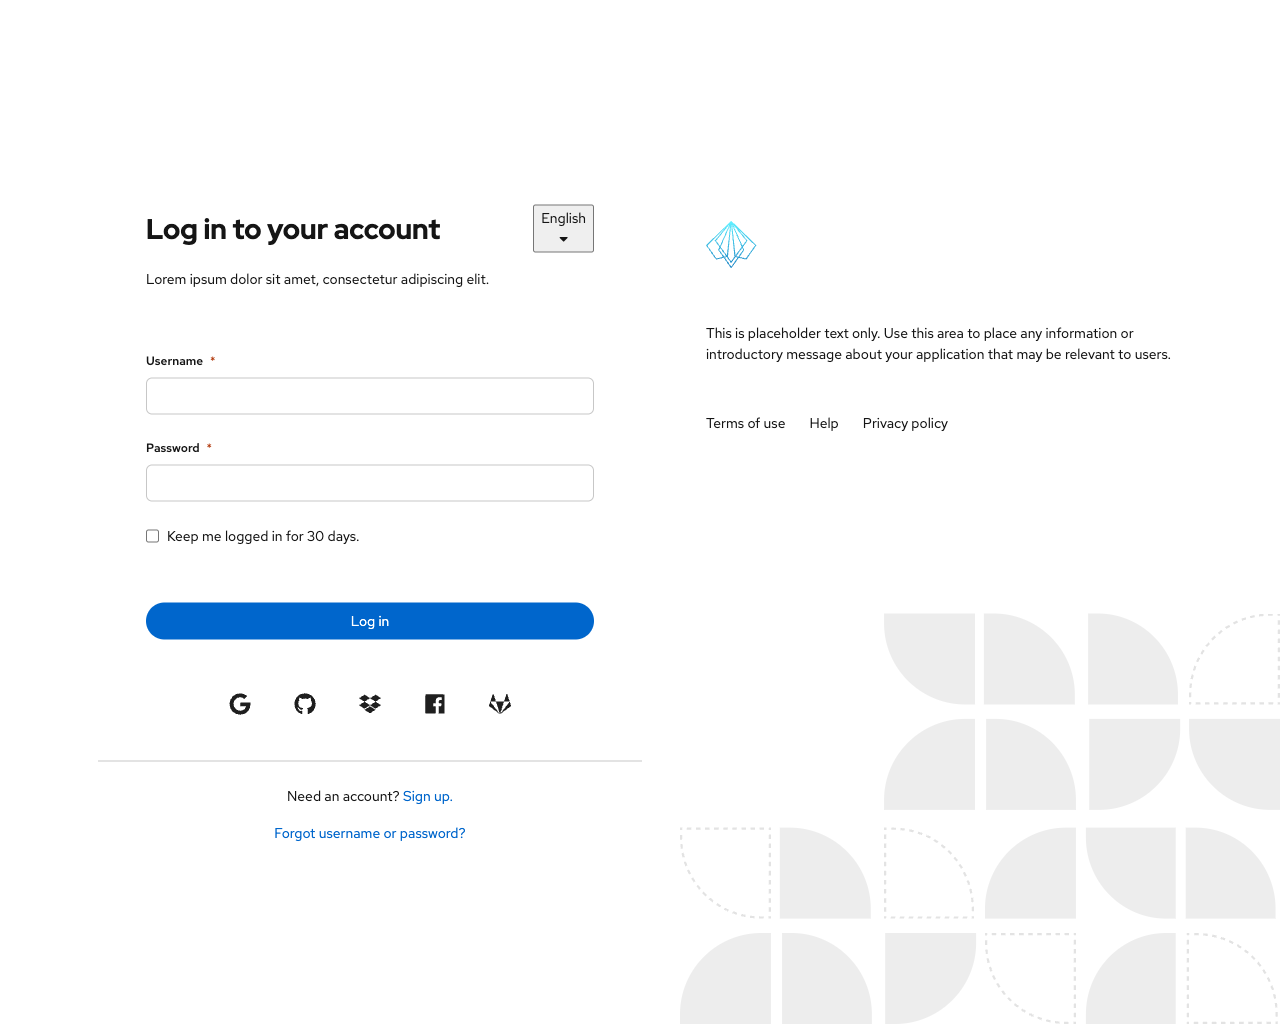 Log in to your account
English
Lorem ipsum dolor sit amet, consectetur adipiscing elit.
Username *
Password *
Keep me logged in for 30 days.
Log in
Need an account? Sign up.
Forgot username or password?
This is placeholder text only. Use this area to place any information or
introductory message about your application that may be relevant to users.
Terms of use Help Privacy policy